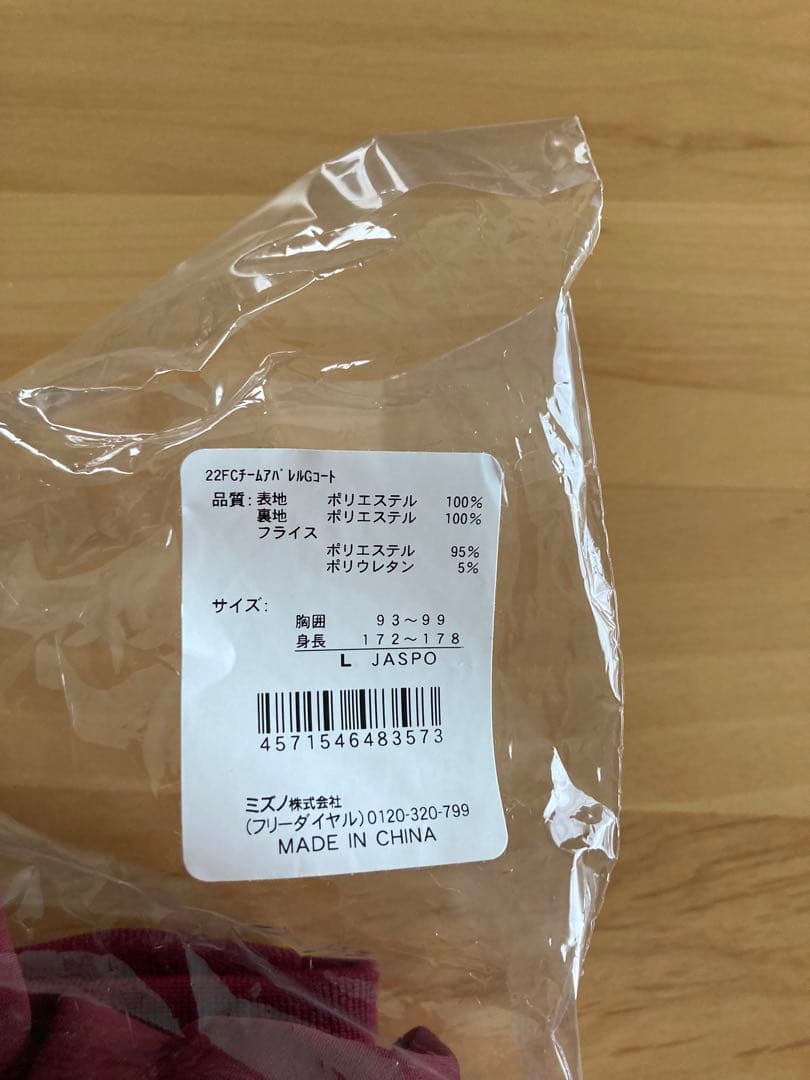 22FCﾁｰﾑｱﾊﾟﾚﾙGｺｰﾄ
品質:表地 ポリエステル 100%
裏地 ポリエステル 100%
フライス
ポリエステル 95%
ポリウレタン 5%
サイズ:
胸囲 93～99
身長 172～178
L JASPO
4571546483573
ミズノ株式会社
(フリーダイヤル)0120-320-799
MADE IN CHINA